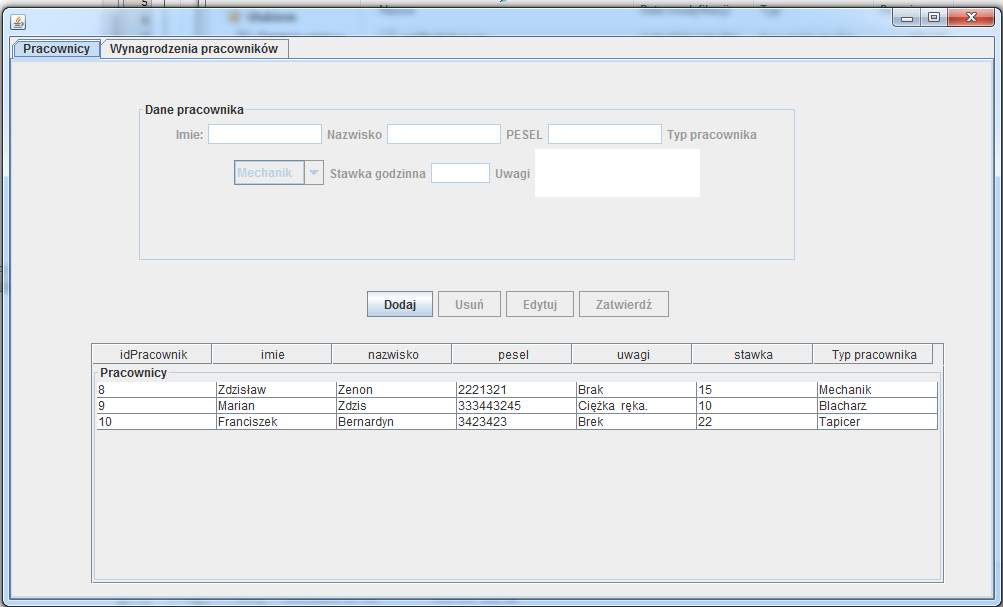 Pracownicy Wynagrodzenia pracowników
Dane pracownika
Imie: Nazwisko PESEL Typ pracownika
Mechanik Stawka godzinna Uwagi
Dodaj Usuń Edytuj Zatwierdź
idPracownik imie nazwisko pesel uwagi stawka Typ pracownika
Pracownicy
8 Zdzisław Zenon 2221321 Brak 15 Mechanik
9 Marian Zdzis 333443245 Ciężka ręka. 10 Blacharz
10 Franciszek Bernardyn 3423423 Brek 22 Tapicer